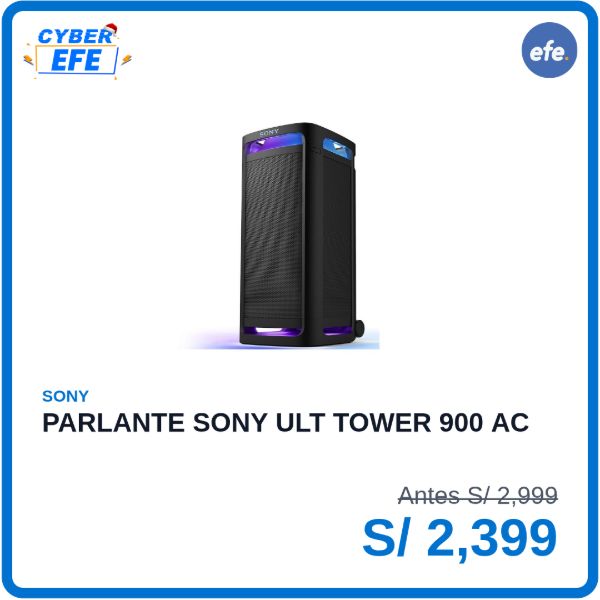 CYBER
EFE
efe.
SONY
SONY
PARLANTE SONY ULT TOWER 900 AC
Antes S/ 2,999
S/ 2,399